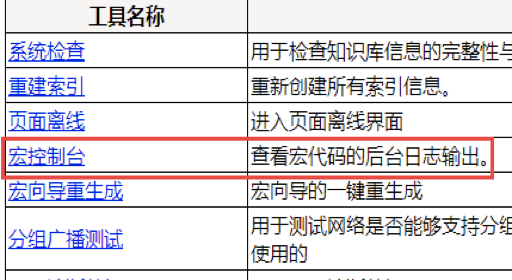 工具名称
系统检查 用于检查知识库信息的完整性与
重建索引 重新创建所有索引信息。
页面离线 进入页面离线界面
宏控制台 查看宏代码的后台日志输出。
宏向导重生成 宏向导的一键重生成
分组广播测试 用于测试网络是否能够支持分组
使用的